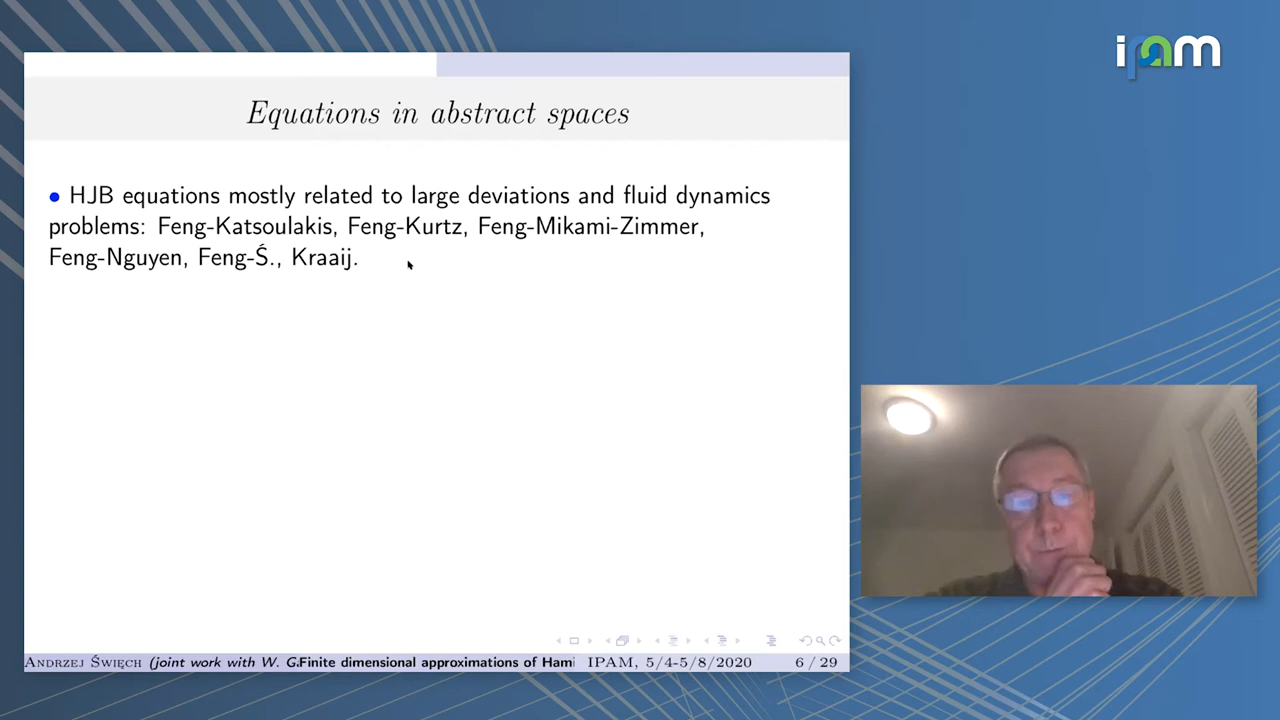 ipam
Equations in abstract spaces
• HJB equations mostly related to large deviations and fluid dynamics
problems: Feng-Katsoulakis, Feng-Kurtz, Feng-Mikami-Zimmer,
Feng-Nguyen, Feng-Ś., Kraaij.
Andrzej Święch (joint work with W. G.Finite dimensional approximations of Hami IPAM, 5/4-5/8/2020 6 / 29